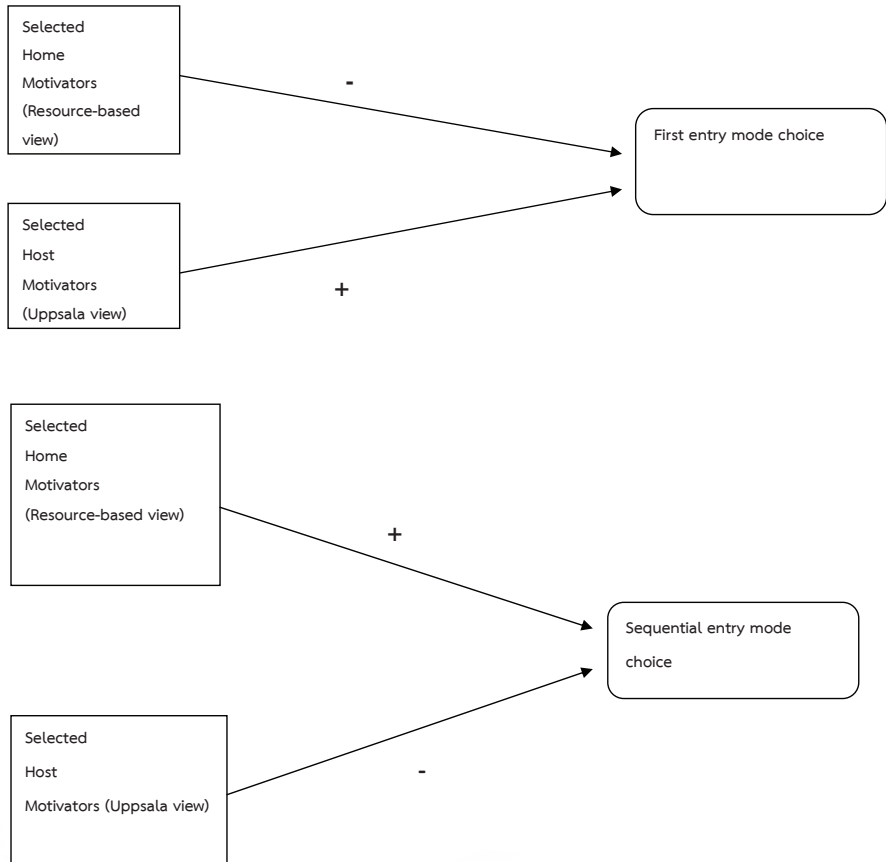 Selected
Home
Motivators
(Resource-based
view)
-
First entry mode choice
Selected
Host
Motivators
(Uppsala view)
+
Selected
Home
Motivators
(Resource-based view)
+
Sequential entry mode
choice
Selected
Host
Motivators (Uppsala view)
-